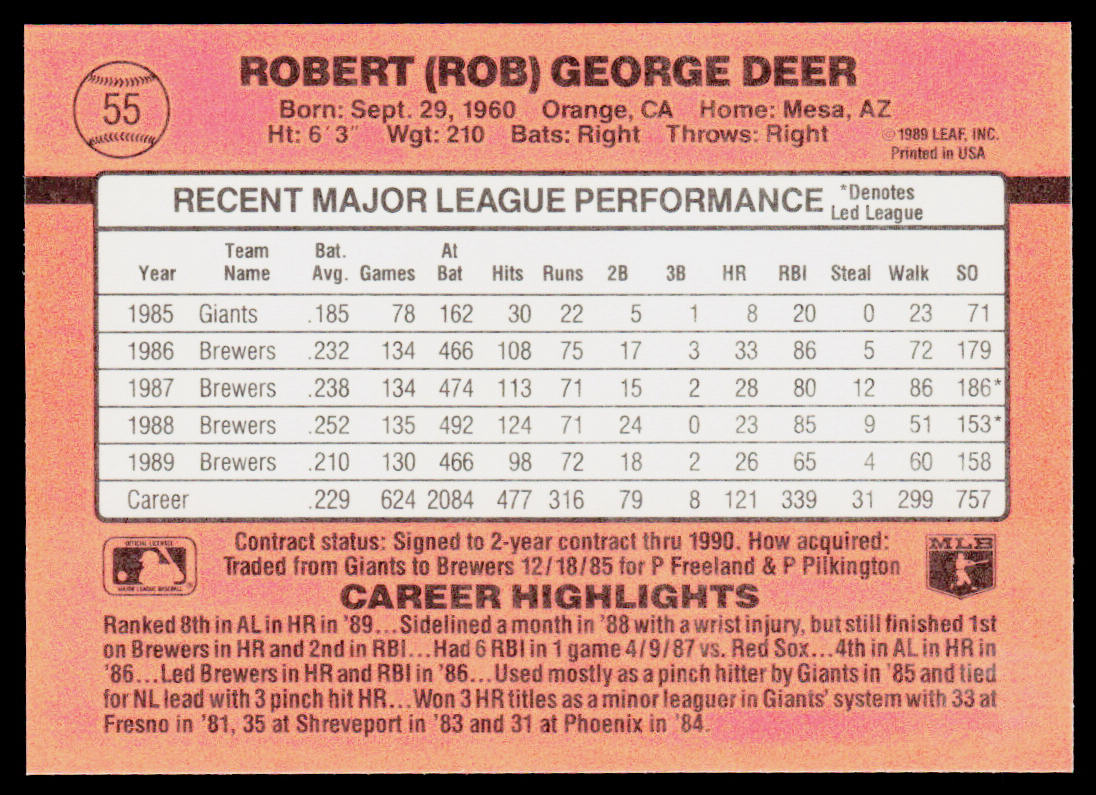 55
ROBERT (ROB) GEORGE DEER
Born: Sept. 29, 1960 Orange, CA Home: Mesa, AZ
Ht: 6'3" Wgt: 210 Bats: Right Throws: Right
©1989 LEAF, INC.
Printed in USA
RECENT MAJOR LEAGUE PERFORMANCE *Denotes Led League
Year Team Name Bat. Avg. Games At Bat Hits Runs 2B 3B HR RBI Steal Walk SO
1985 Giants .185 78 162 30 22 5 1 8 20 0 23 71
1986 Brewers .232 134 466 108 75 17 3 33 86 5 72 179
1987 Brewers .238 134 474 113 71 15 2 28 80 12 86 186*
1988 Brewers .252 135 492 124 71 24 0 23 85 9 51 153*
1989 Brewers .210 130 466 98 72 18 2 26 65 4 60 158
Career .229 624 2084 477 316 79 8 121 339 31 299 757
Contract status: Signed to 2-year contract thru 1990. How acquired:
Traded from Giants to Brewers 12/18/85 for P Freeland & P Pilkington
OFFICIAL LICENSEE
MAJOR LEAGUE BASEBALL
MLB
CAREER HIGHLIGHTS
Ranked 8th in AL in HR in '89...Sidelined a month in '88 with a wrist injury, but still finished 1st
on Brewers in HR and 2nd in RBI...Had 6 RBI in 1 game 4/9/87 vs. Red Sox...4th in AL in HR in
'86...Led Brewers in HR and RBI in '86...Used mostly as a pinch hitter by Giants in '85 and tied
for NL lead with 3 pinch hit HR...Won 3 HR titles as a minor leaguer in Giants' system with 33 at
Fresno in '81, 35 at Shreveport in '83 and 31 at Phoenix in '84.